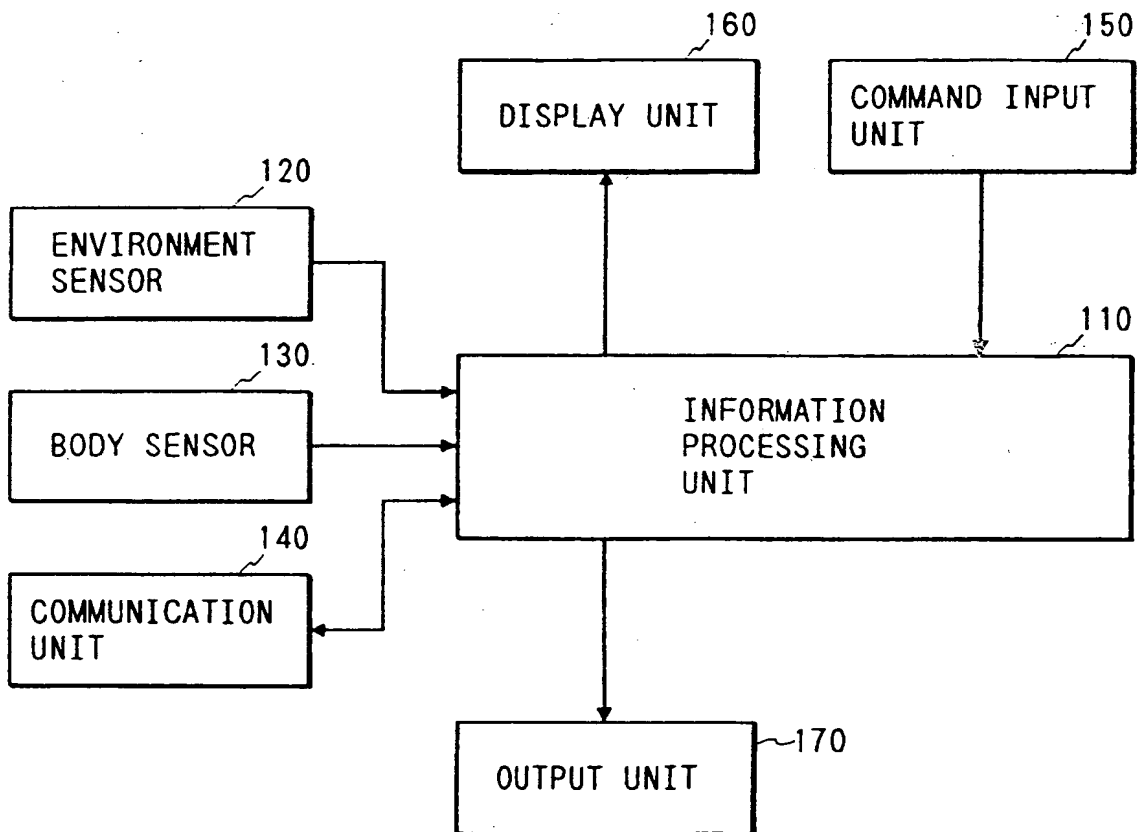 160
150
DISPLAY UNIT
COMMAND INPUT
UNIT
120
ENVIRONMENT
SENSOR
110
130
BODY SENSOR
INFORMATION
PROCESSING
UNIT
140
COMMUNICATION
UNIT
170
OUTPUT UNIT